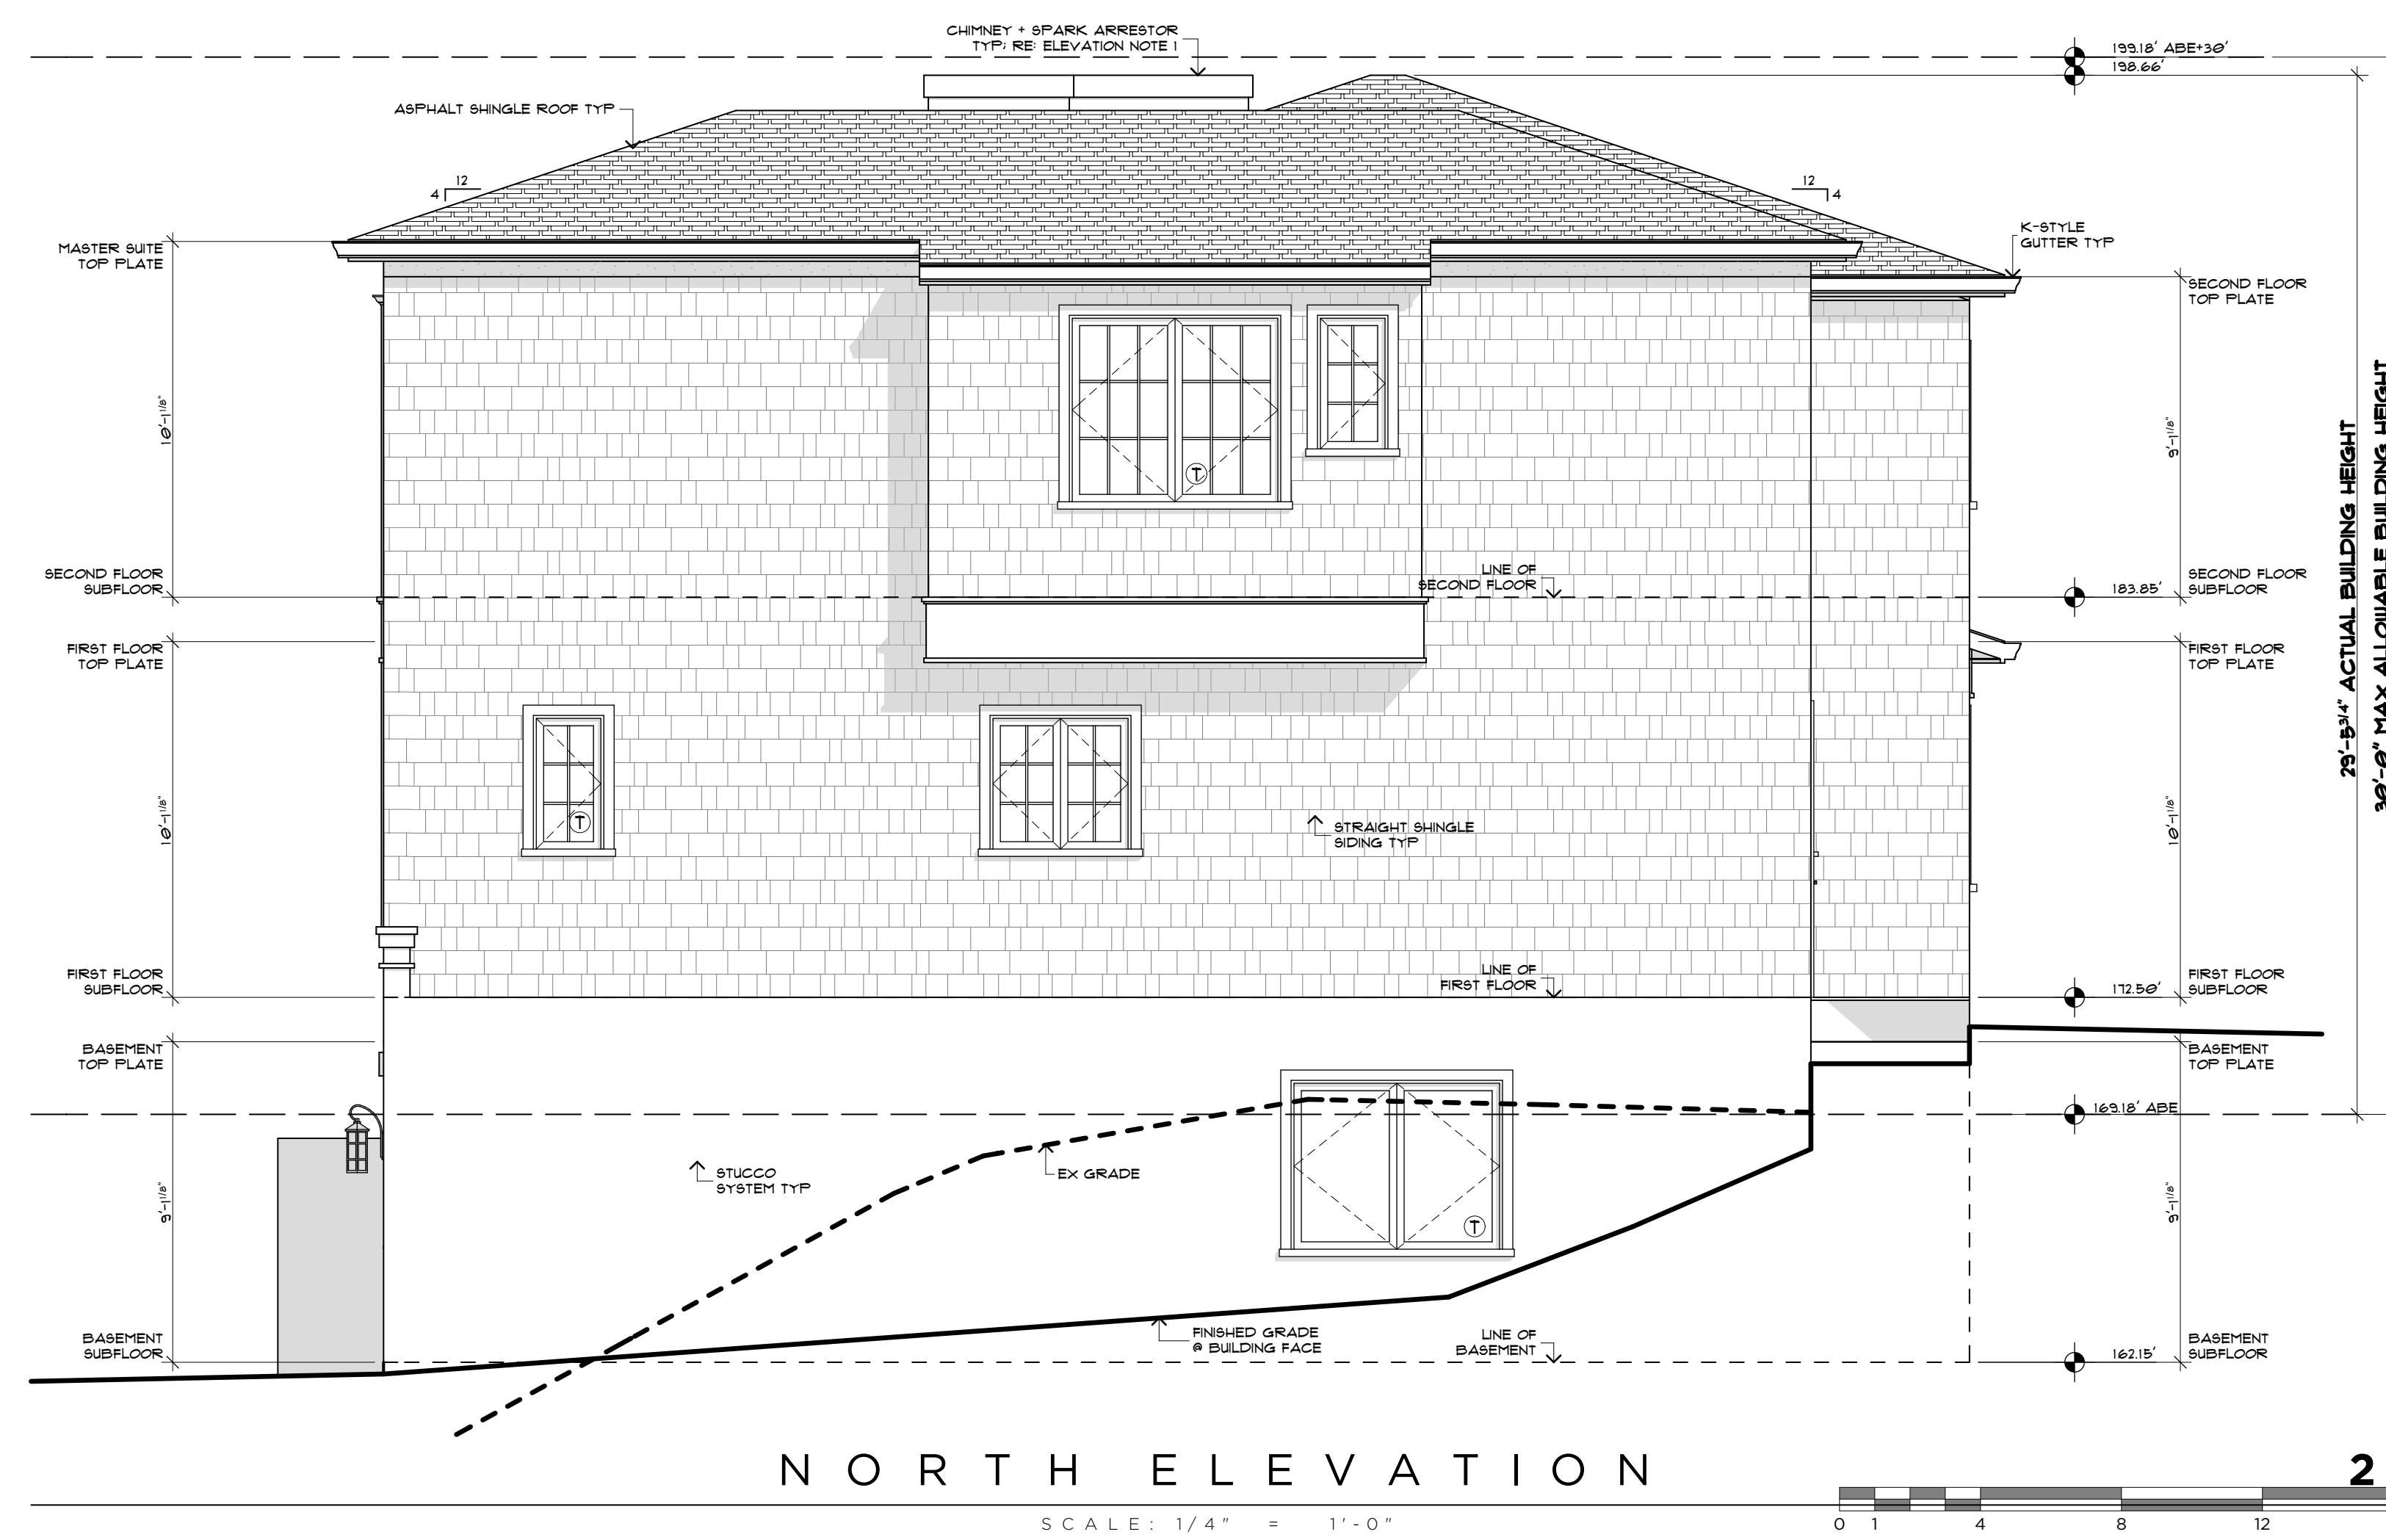 CHIMNEY + SPARK ARRESTOR
TYP; RE: ELEVATION NOTE 1
199.18' ABE+30'
198.66'
ASPHALT SHINGLE ROOF TYP
12
4
12
4
K-STYLE
GUTTER TYP
MASTER SUITE
TOP PLATE
SECOND FLOOR
TOP PLATE
10'-1 1/8"
9'-1 1/8"
T
29'-5 3/4" ACTUAL BUILDING HEIGHT
30'-0" MAX ALLOWABLE BUILDING HEIGHT
SECOND FLOOR
SUBFLOOR
LINE OF
SECOND FLOOR
183.85'
SECOND FLOOR
SUBFLOOR
FIRST FLOOR
TOP PLATE
FIRST FLOOR
TOP PLATE
10'-1 1/8"
T
STRAIGHT SHINGLE
SIDING TYP
10'-1 1/8"
FIRST FLOOR
SUBFLOOR
LINE OF
FIRST FLOOR
172.50'
FIRST FLOOR
SUBFLOOR
BASEMENT
TOP PLATE
BASEMENT
TOP PLATE
169.18' ABE
STUCCO
SYSTEM TYP
EX GRADE
9'-1 1/8"
T
9'-1 1/8"
BASEMENT
SUBFLOOR
FINISHED GRADE
@ BUILDING FACE
LINE OF
BASEMENT
162.15'
BASEMENT
SUBFLOOR
NORTH ELEVATION
2
SCALE: 1/4" = 1'-0"
0 1 4 8 12